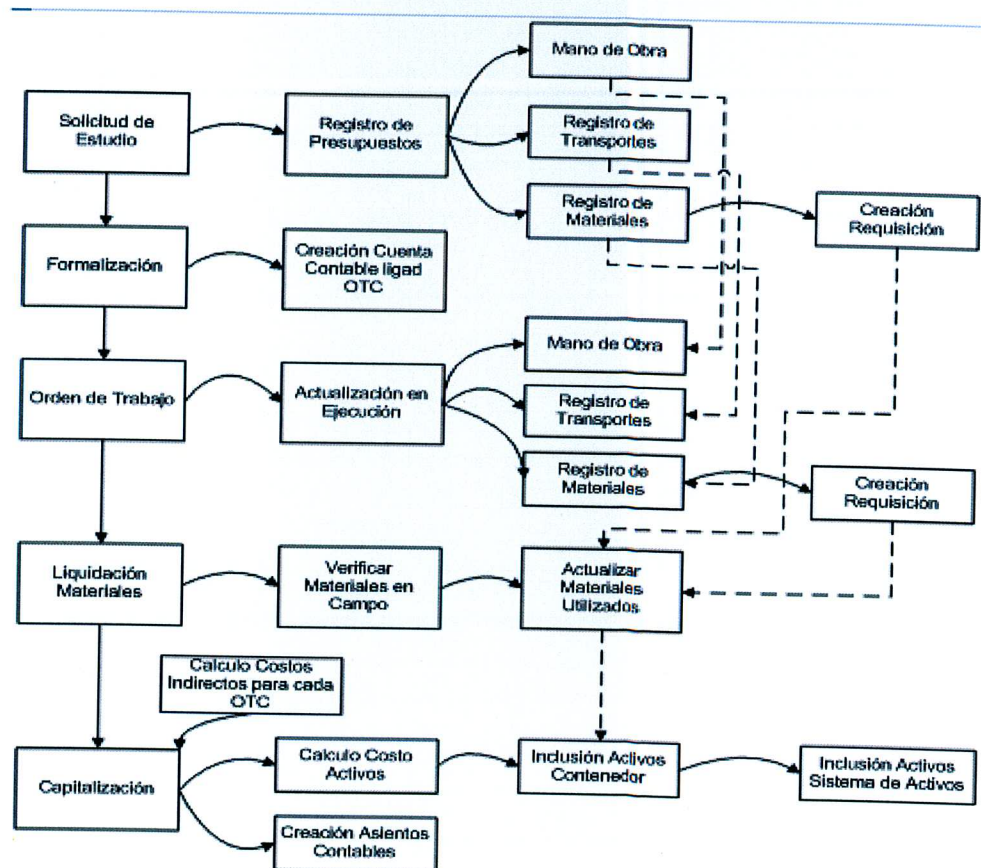 Mano de Obra
Solicitud de
Estudio
Registro de
Presupuestos
Registro de
Transportes
Registro de
Materiales
Creación
Requisición
Formalización
Creación Cuenta
Contable ligad
OTC
Mano de Obra
Orden de Trabajo
Actualización en
Ejecución
Registro de
Transportes
Registro de
Materiales
Creación
Requisición
Liquidación
Materiales
Verificar
Materiales en
Campo
Actualizar
Materiales
Utilizados
Calculo Costos
Indirectos para cada
OTC
Capitalización
Calculo Costo
Activos
Inclusión Activos
Contenedor
Inclusión Activos
Sistema de Activos
Creación Asientos
Contables